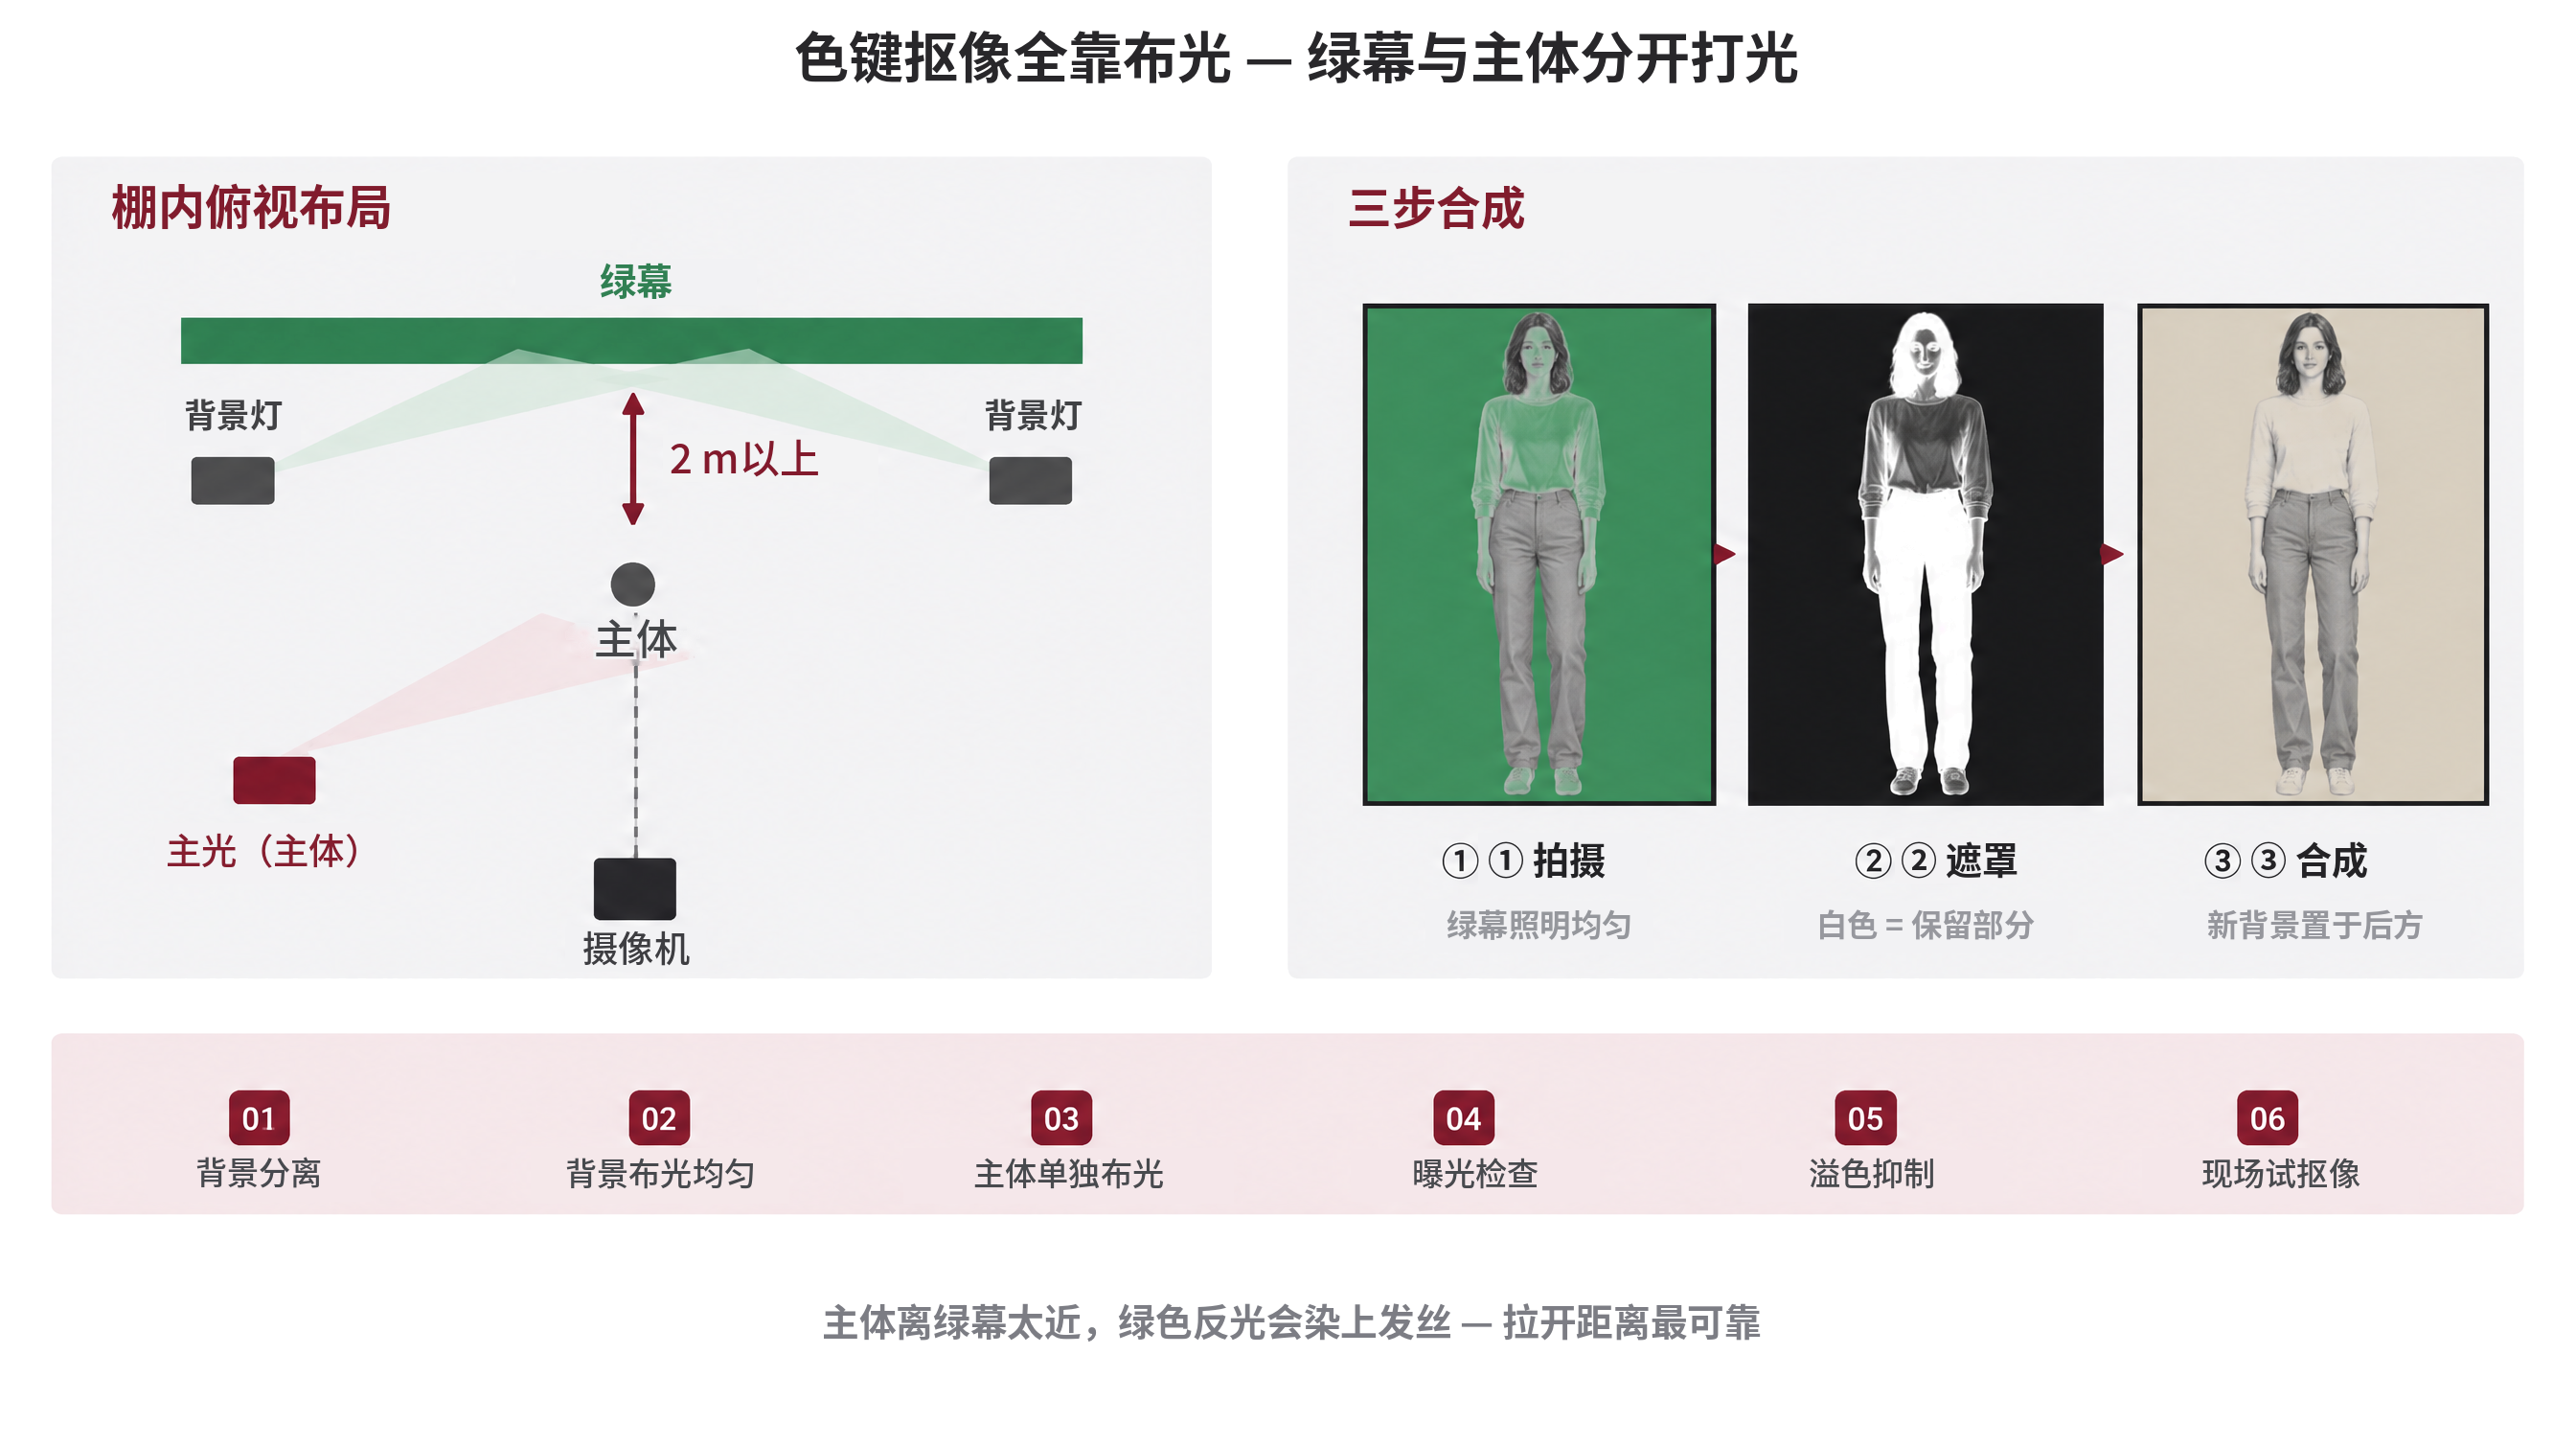 色键抠像全靠布光 — 绿幕与主体分开打光
棚内俯视布局
绿幕
背景灯
背景灯
2 m以上
主体
主光（主体）
摄像机
三步合成
① ① 拍摄
绿幕照明均匀
② ② 遮罩
白色 = 保留部分
③ ③ 合成
新背景置于后方
01
背景分离
02
背景布光均匀
03
主体单独布光
04
曝光检查
05
溢色抑制
06
现场试抠像
主体离绿幕太近，绿色反光会染上发丝 — 拉开距离最可靠